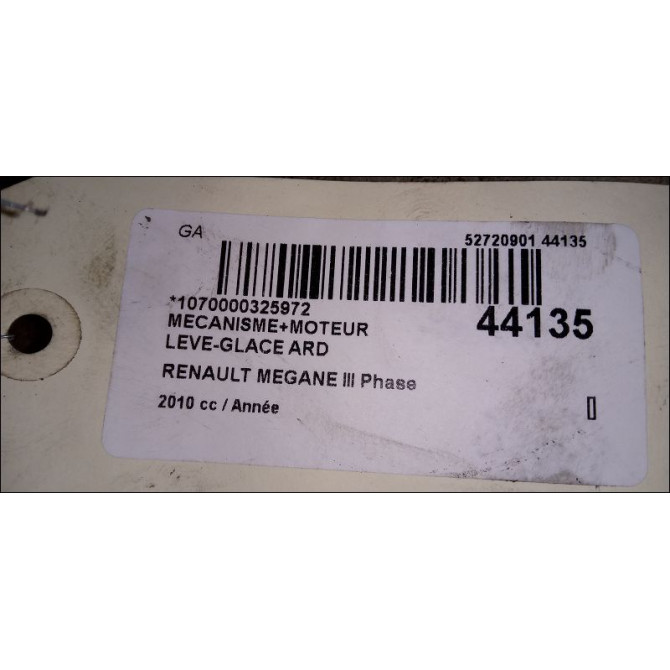 GA
52720901 44135
*1070000325972
44135
MECANISME+MOTEUR
LEVE-GLACE ARD
RENAULT MEGANE III Phase
2010 cc / Année